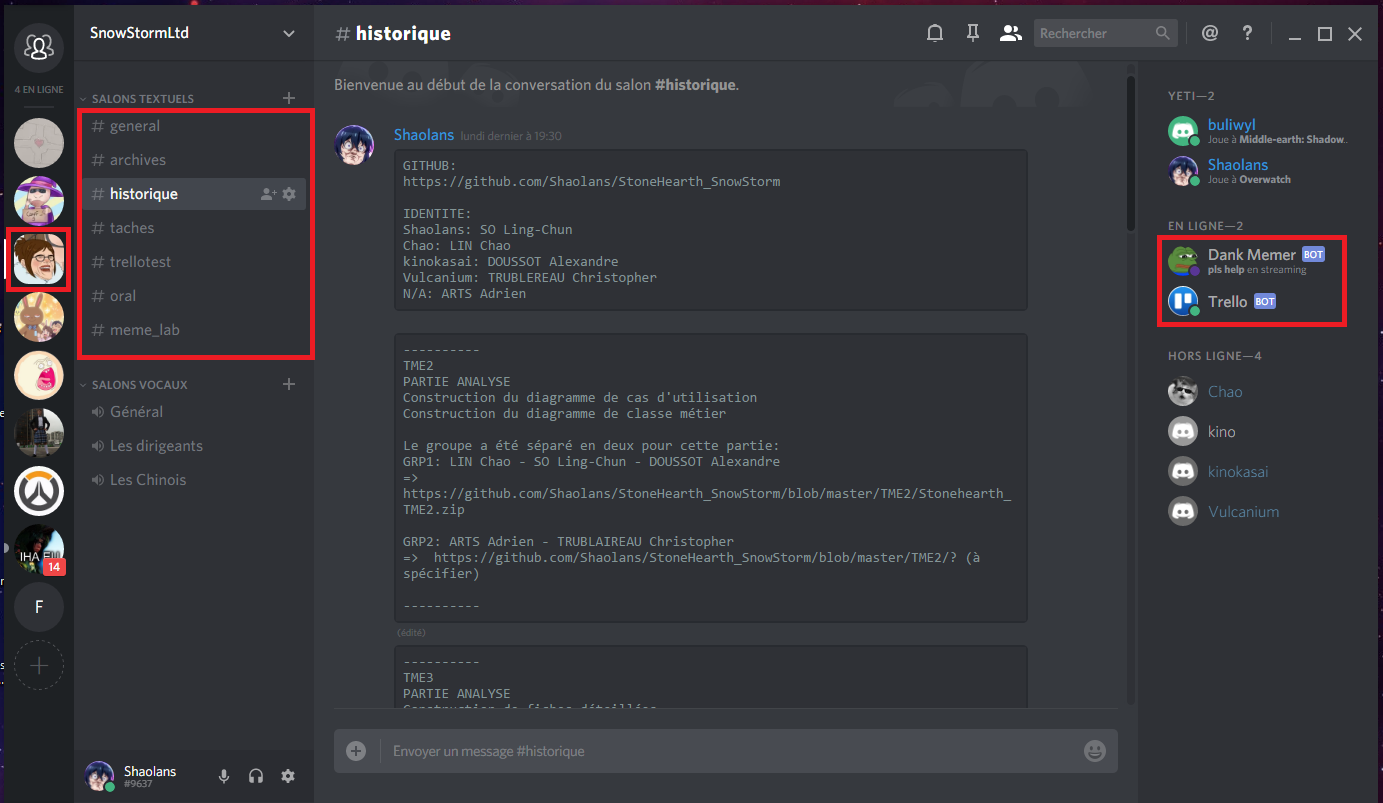 4 EN LIGNE
14
F
SnowStormLtd
SALONS TEXTUELS
# general
# archives
# historique
# taches
# trellotest
# oral
# meme_lab
SALONS VOCAUX
Général
Les dirigeants
Les Chinois
Shaolans
#9637
# historique
Rechercher
@ ?
Bienvenue au début de la conversation du salon #historique.
Shaolans lundi dernier à 19:30
GITHUB:
https://github.com/Shaolans/StoneHearth_SnowStorm
IDENTITE:
Shaolans: SO Ling-Chun
Chao: LIN Chao
kinokasai: DOUSSOT Alexandre
Vulcanium: TRUBLEREAU Christopher
N/A: ARTS Adrien
----------
TME2
PARTIE ANALYSE
Construction du diagramme de cas d'utilisation
Construction du diagramme de classe métier
Le groupe a été séparé en deux pour cette partie:
GRP1: LIN Chao - SO Ling-Chun - DOUSSOT Alexandre
=>
https://github.com/Shaolans/StoneHearth_SnowStorm/blob/master/TME2/Stonehearth_
TME2.zip
GRP2: ARTS Adrien - TRUBLAIREAU Christopher
=> https://github.com/Shaolans/StoneHearth_SnowStorm/blob/master/TME2/? (à
spécifier)
----------
(édité)
----------
TME3
PARTIE ANALYSE
Construction de fiches détaillées
Envoyer un message #historique
YETI—2
buliwyl
Joue à Middle-earth: Shadow..
Shaolans
Joue à Overwatch
EN LIGNE—2
Dank Memer BOT
pls help en streaming
Trello BOT
HORS LIGNE—4
Chao
kino
kinokasai
Vulcanium